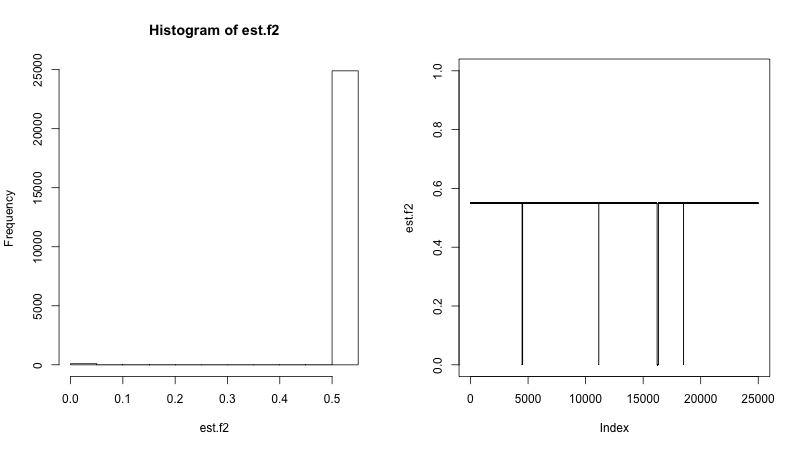 Histogram of est.f2
Frequency
25000
20000
15000
10000
5000
0
0.0 0.1 0.2 0.3 0.4 0.5
est.f2
est.f2
1.0
0.8
0.6
0.4
0.2
0.0
0 5000 10000 15000 20000 25000
Index